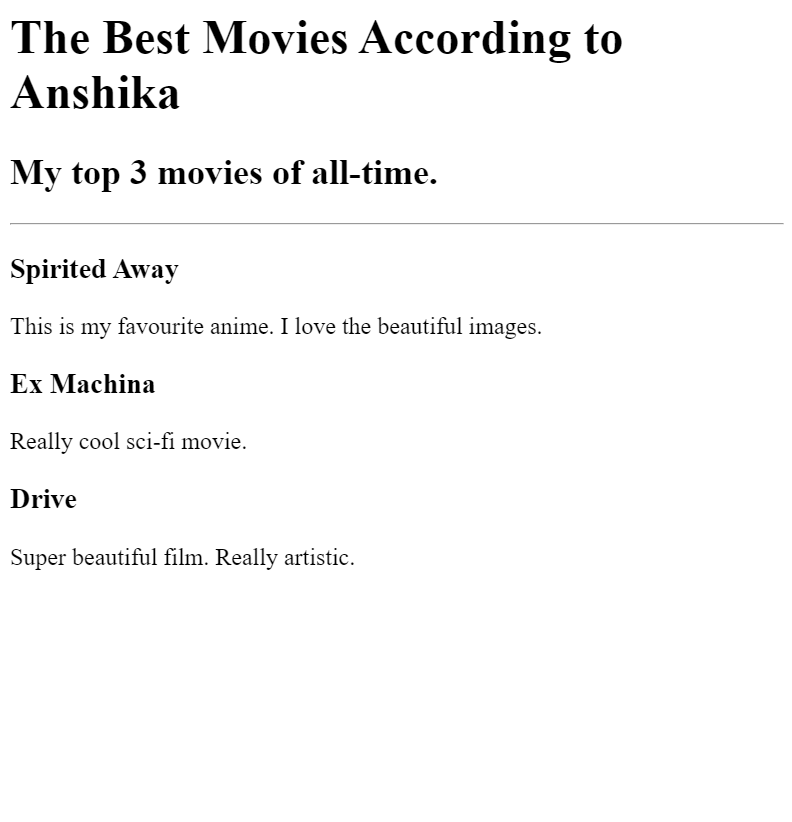 The Best Movies According to
Anshika
My top 3 movies of all-time.
Spirited Away
This is my favourite anime. I love the beautiful images.
Ex Machina
Really cool sci-fi movie.
Drive
Super beautiful film. Really artistic.